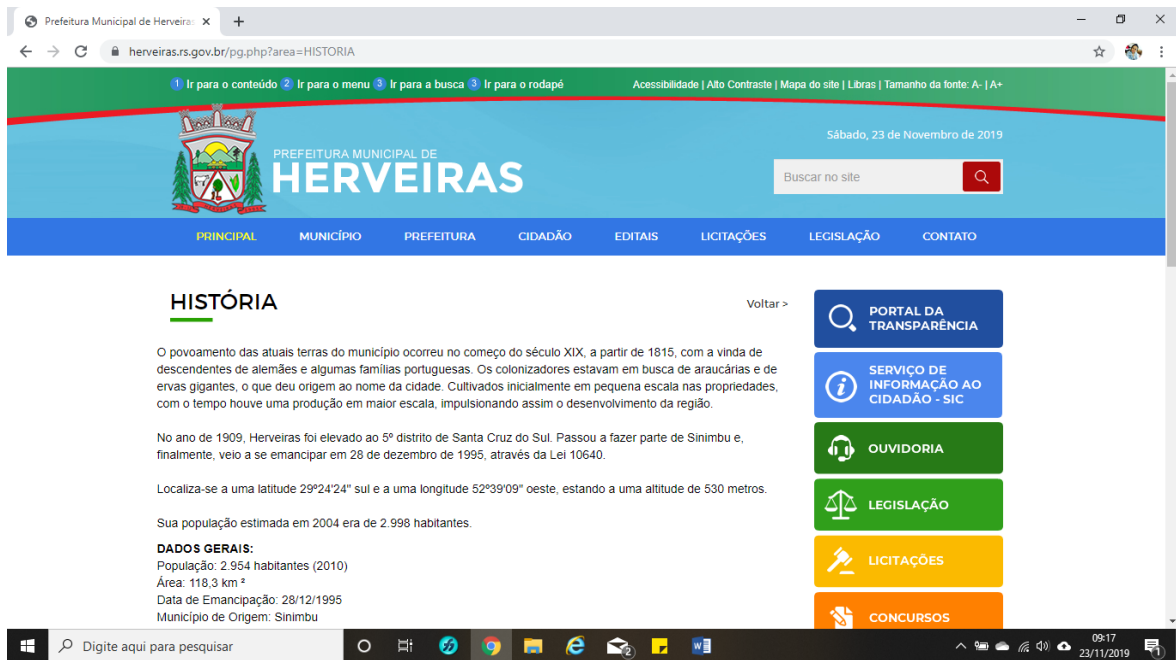 Prefeitura Municipal de Herveiras
herveiras.rs.gov.br/pg.php?area=HISTORIA
1 Ir para o conteúdo 2 Ir para o menu 3 Ir para a busca 3 Ir para o rodapé
Acessibilidade | Alto Contraste | Mapa do site | Libras | Tamanho da fonte: A- | A+
Sábado, 23 de Novembro de 2019
PREFEITURA MUNICIPAL DE
HERVEIRAS
Buscar no site
PRINCIPAL MUNICÍPIO PREFEITURA CIDADÃO EDITAIS LICITAÇÕES LEGISLAÇÃO CONTATO
HISTÓRIA
Voltar >
O povoamento das atuais terras do município ocorreu no começo do século XIX, a partir de 1815, com a vinda de
descendentes de alemães e algumas famílias portuguesas. Os colonizadores estavam em busca de araucárias e de
ervas gigantes, o que deu origem ao nome da cidade. Cultivados inicialmente em pequena escala nas propriedades,
com o tempo houve uma produção em maior escala, impulsionando assim o desenvolvimento da região.
No ano de 1909, Herveiras foi elevado ao 5º distrito de Santa Cruz do Sul. Passou a fazer parte de Sinimbu e,
finalmente, veio a se emancipar em 28 de dezembro de 1995, através da Lei 10640.
Localiza-se a uma latitude 29º24'24" sul e a uma longitude 52º39'09" oeste, estando a uma altitude de 530 metros.
Sua população estimada em 2004 era de 2.998 habitantes.
DADOS GERAIS:
População: 2.954 habitantes (2010)
Área: 118,3 km ²
Data de Emancipação: 28/12/1995
Município de Origem: Sinimbu
PORTAL DA
TRANSPARÊNCIA
SERVIÇO DE
INFORMAÇÃO AO
CIDADÃO - SIC
OUVIDORIA
LEGISLAÇÃO
LICITAÇÕES
CONCURSOS
Digite aqui para pesquisar
09:17
23/11/2019